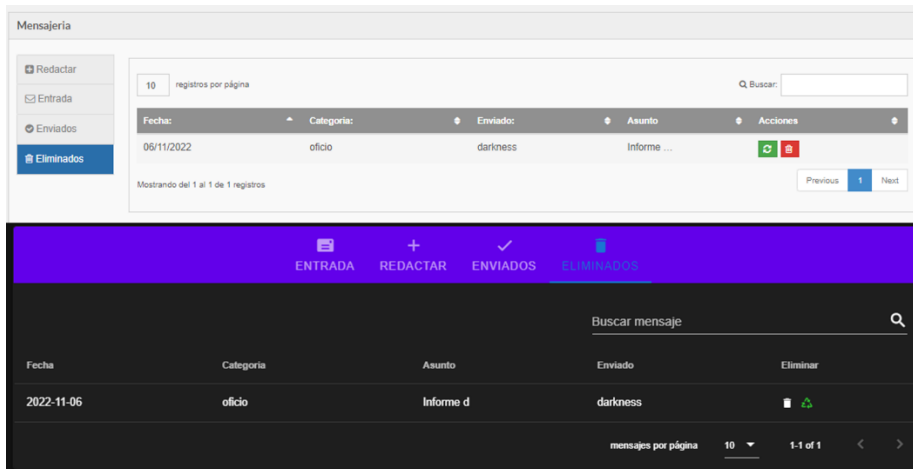 Mensajeria
Redactar
Entrada
Enviados
Eliminados
10 registros por página
Buscar:
Fecha: Categoria: Enviado: Asunto Acciones
06/11/2022 oficio darkness Informe ...
Mostrando del 1 al 1 de 1 registros
Previous 1 Next
ENTRADA REDACTAR ENVIADOS ELIMINADOS
Buscar mensaje
Fecha Categoria Asunto Enviado Eliminar
2022-11-06 oficio Informe d darkness
mensajes por página 10 1-1 of 1